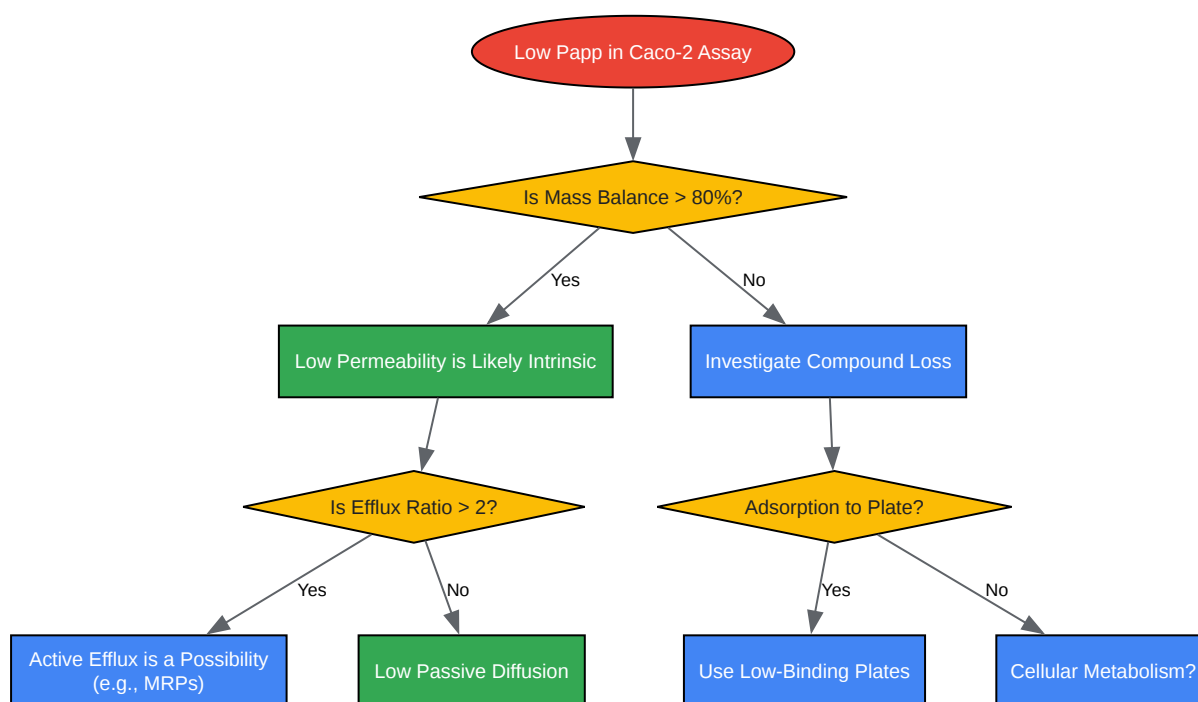 Low Papp in Caco-2 Assay
Is Mass Balance > 80%?
Yes
No
Low Permeability is Likely Intrinsic
Investigate Compound Loss
Is Efflux Ratio > 2?
Adsorption to Plate?
Yes
No
Yes
No
Active Efflux is a Possibility
(e.g., MRPs)
Low Passive Diffusion
Use Low-Binding Plates
Cellular Metabolism?